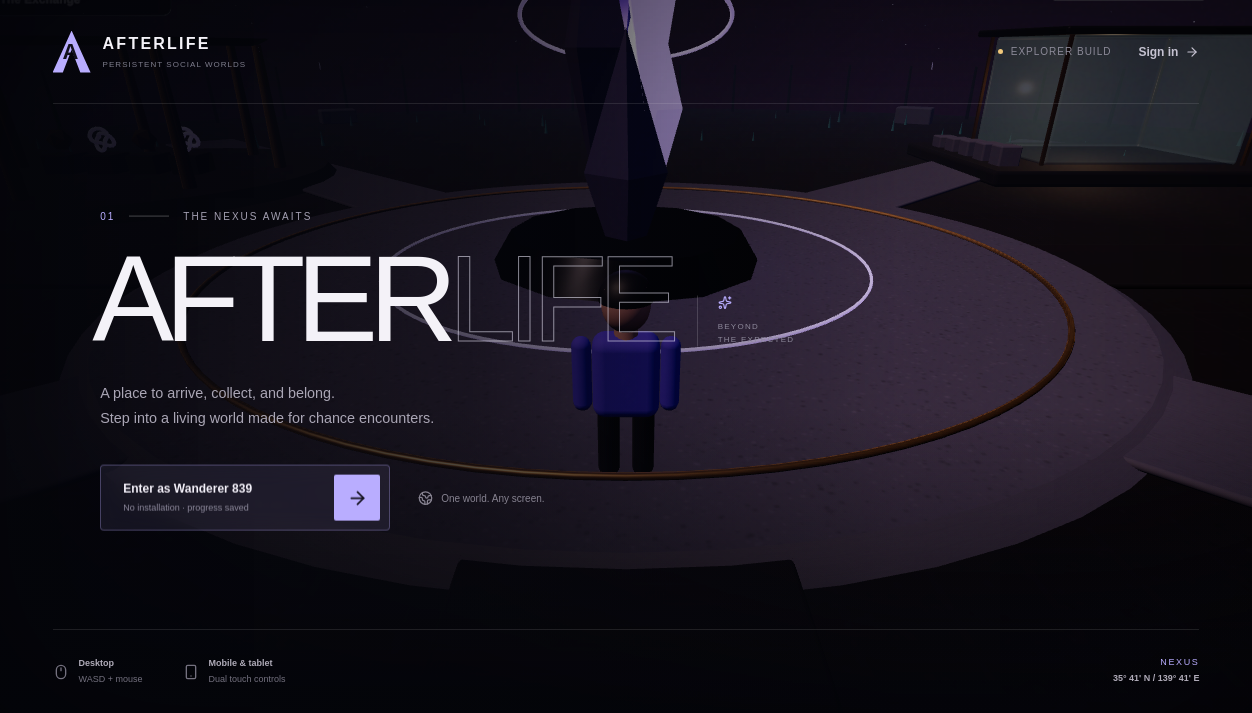 The Exchange
AFTERLIFE
PERSISTENT SOCIAL WORLDS
EXPLORER BUILD
Sign in
01
THE NEXUS AWAITS
AFTERLIFE
BEYOND
THE EXPECTED
A place to arrive, collect, and belong.
Step into a living world made for chance encounters.
Enter as Wanderer 839
No installation · progress saved
One world. Any screen.
Desktop
WASD + mouse
Mobile & tablet
Dual touch controls
NEXUS
35° 41' N / 139° 41' E